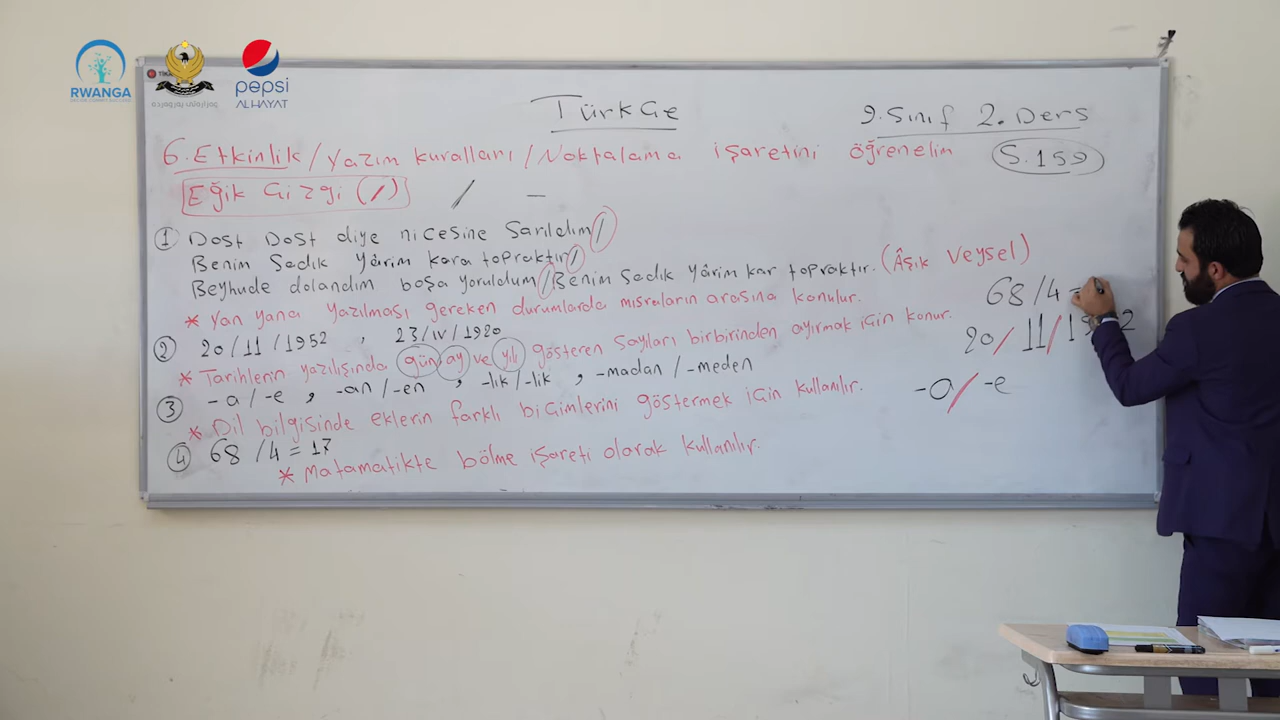 RWANGA
pepsi
ALHAYAT
TürkÇe
9. Sınıf 2. Ders
6. Etkinlik / Yazım kuralları / Noktalama işaretini öğrenelim S. 159
Eğik Çizgi (/) / –
① Dost Dost diye nicesine sarıldım /
Benim Sadık Yârim kara topraktır /
Beyhude dolandım boşa yoruldum / Benim Sadık Yârim kar topraktır. (Âşık Veysel)
* Yan yana yazılması gereken durumlarda mısraların arasına konulur.
② 20 / 11 / 1952 , 23 / IV / 1920
* Tarihlerin yazılışında gün ay ve yılı gösteren sayıları birbirinden ayırmak için konur.
③ -a / -e , -an / -en , -lık / -lik , -madan / -meden
* Dil bilgisinde eklerin farklı biçimlerini göstermek için kullanılır.
④ 68 / 4 = 17
* Matamatikte bölme işareti olarak kullanılır.
68 / 4 =
20 / 11 /
-a / -e